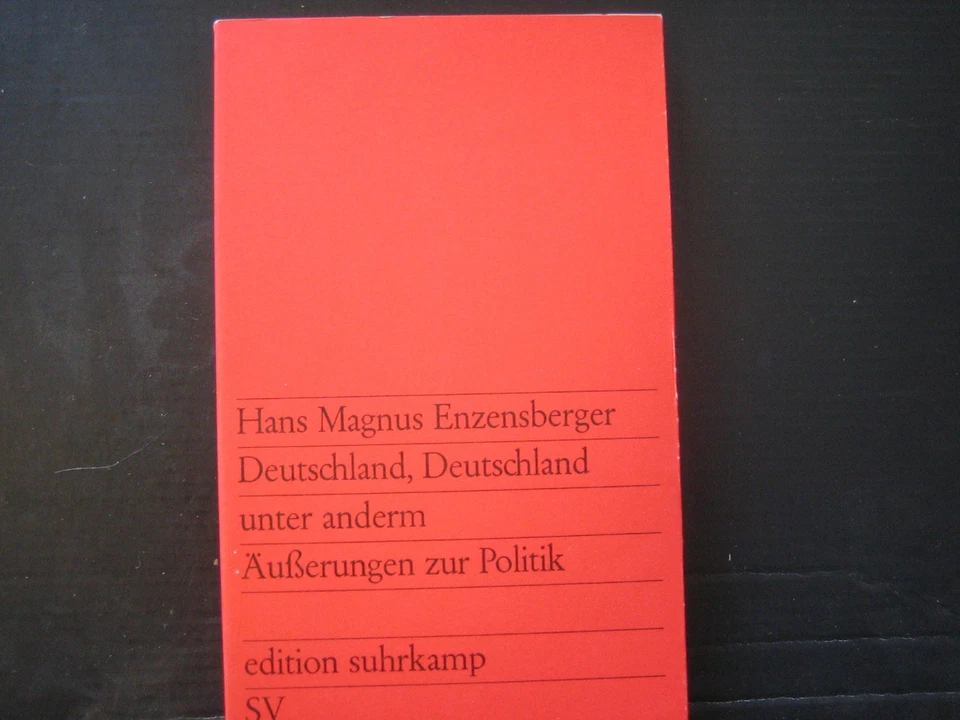 Hans Magnus Enzensberger
Deutschland, Deutschland
unter anderm
Äußerungen zur Politik
edition suhrkamp
SV